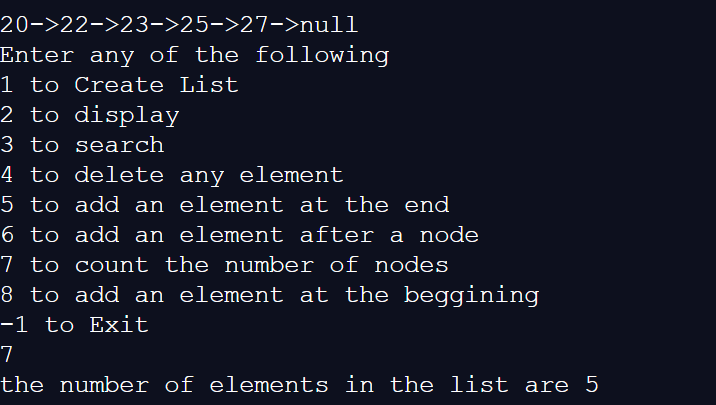 20->22->23->25->27->null
Enter any of the following
1 to Create List
2 to display
3 to search
4 to delete any element
5 to add an element at the end
6 to add an element after a node
7 to count the number of nodes
8 to add an element at the beggining
-1 to Exit
7
the number of elements in the list are 5